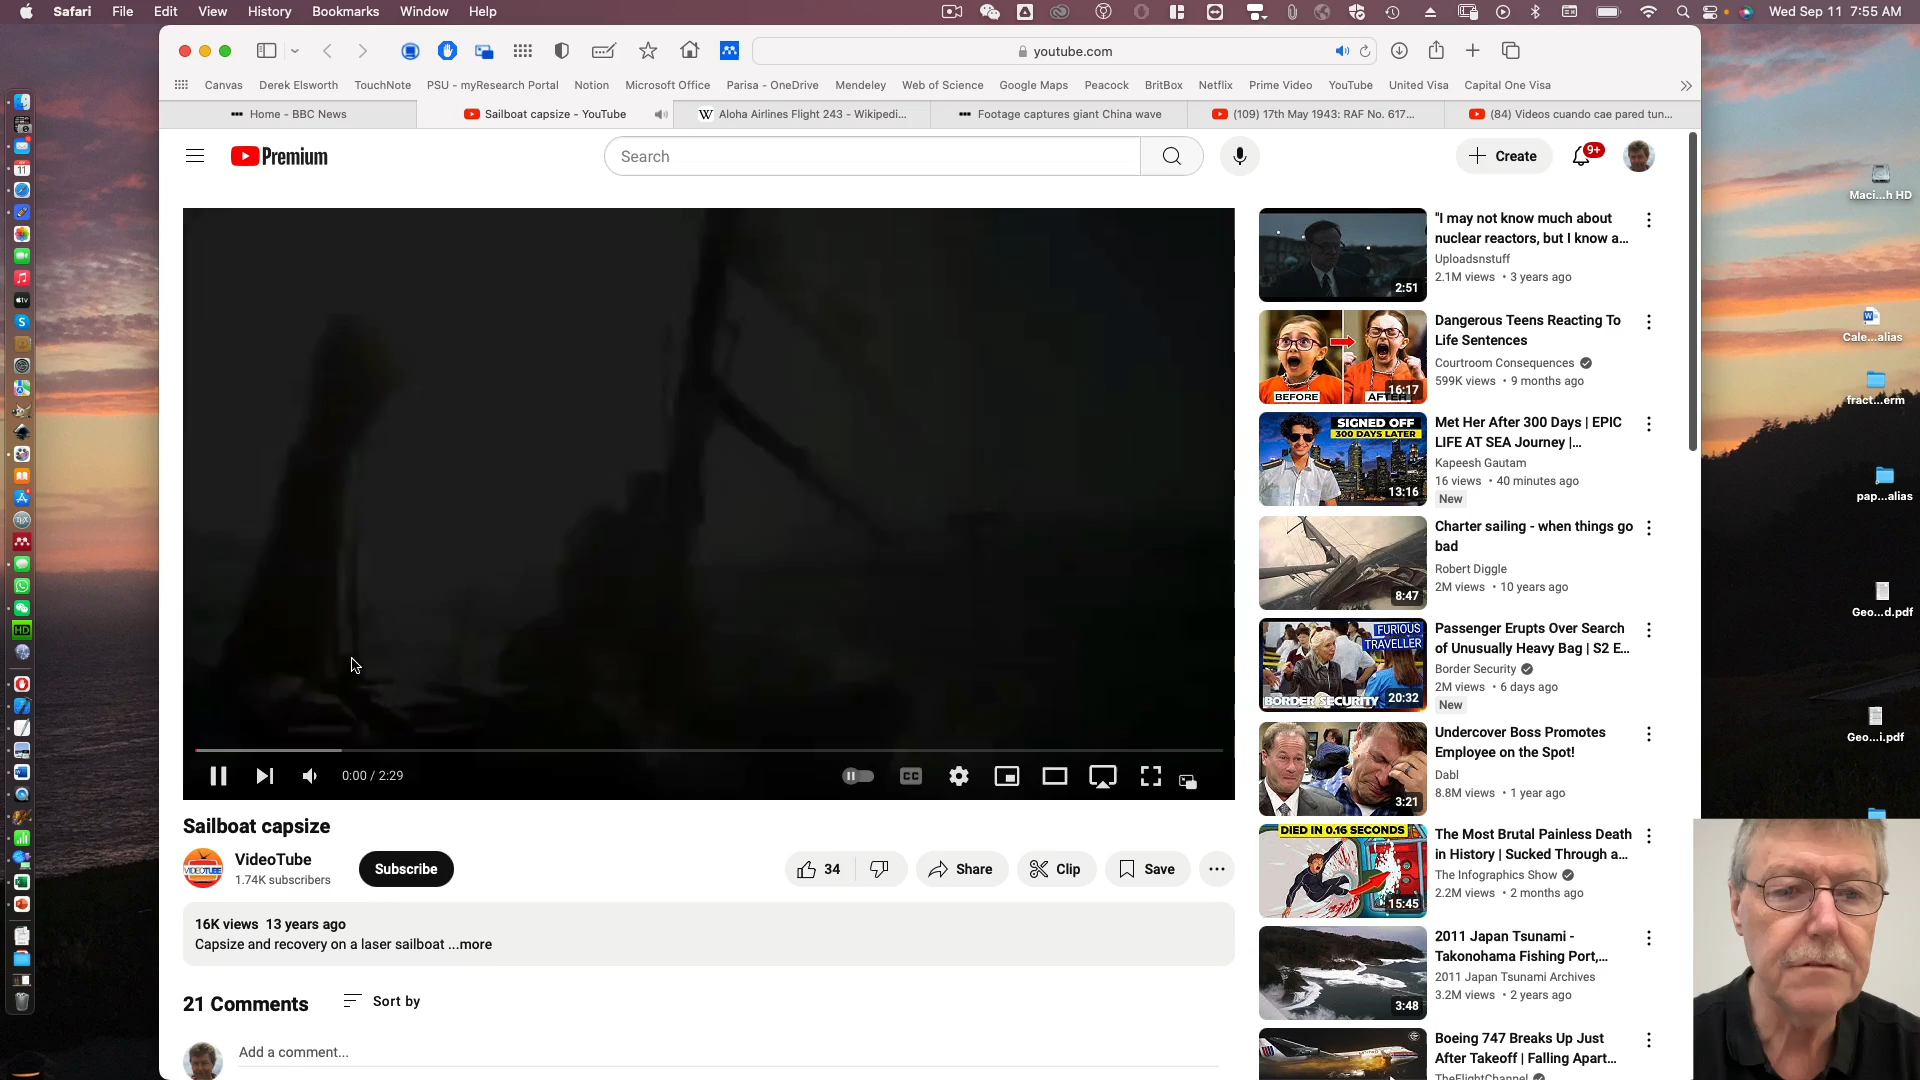 Safari File Edit View History Bookmarks Window Help
Wed Sep 11 7:55 AM
youtube.com
Canvas Derek Elsworth TouchNote PSU - myResearch Portal Notion Microsoft Office Parisa - OneDrive Mendeley Web of Science Google Maps Peacock BritBox Netflix Prime Video YouTube United Visa Capital One Visa
Home - BBC News
Sailboat capsize - YouTube
Aloha Airlines Flight 243 - Wikipedi...
Footage captures giant China wave
(109) 17th May 1943: RAF No. 617...
(84) Videos cuando cae pared tun...
Premium
Search
Create
9+
0:00 / 2:29
CC
Sailboat capsize
VideoTube
1.74K subscribers
Subscribe
34
Share
Clip
Save
16K views 13 years ago
Capsize and recovery on a laser sailboat ...more
21 Comments
Sort by
Add a comment...
2:51
"I may not know much about
nuclear reactors, but I know a...
Uploadsnstuff
2.1M views • 3 years ago
BEFORE
AFTER
16:17
Dangerous Teens Reacting To
Life Sentences
Courtroom Consequences
599K views • 9 months ago
SIGNED OFF
300 DAYS LATER
13:16
Met Her After 300 Days | EPIC
LIFE AT SEA Journey |...
Kapeesh Gautam
16 views • 40 minutes ago
New
8:47
Charter sailing - when things go
bad
Robert Diggle
2M views • 10 years ago
FURIOUS
TRAVELLER
BORDER SECURITY
20:32
Passenger Erupts Over Search
of Unusually Heavy Bag | S2 E...
Border Security
2M views • 6 days ago
New
3:21
Undercover Boss Promotes
Employee on the Spot!
Dabl
8.8M views • 1 year ago
DIED IN 0.16 SECONDS
15:45
The Most Brutal Painless Death
in History | Sucked Through a...
The Infographics Show
2.2M views • 2 months ago
3:48
2011 Japan Tsunami -
Takonohama Fishing Port,...
2011 Japan Tsunami Archives
3.2M views • 2 years ago
Boeing 747 Breaks Up Just
After Takeoff | Falling Apart...
TheFlightChannel
Maci...h HD
Cale...alias
fract...erm
pap...alias
Geo...d.pdf
Geo...i.pdf